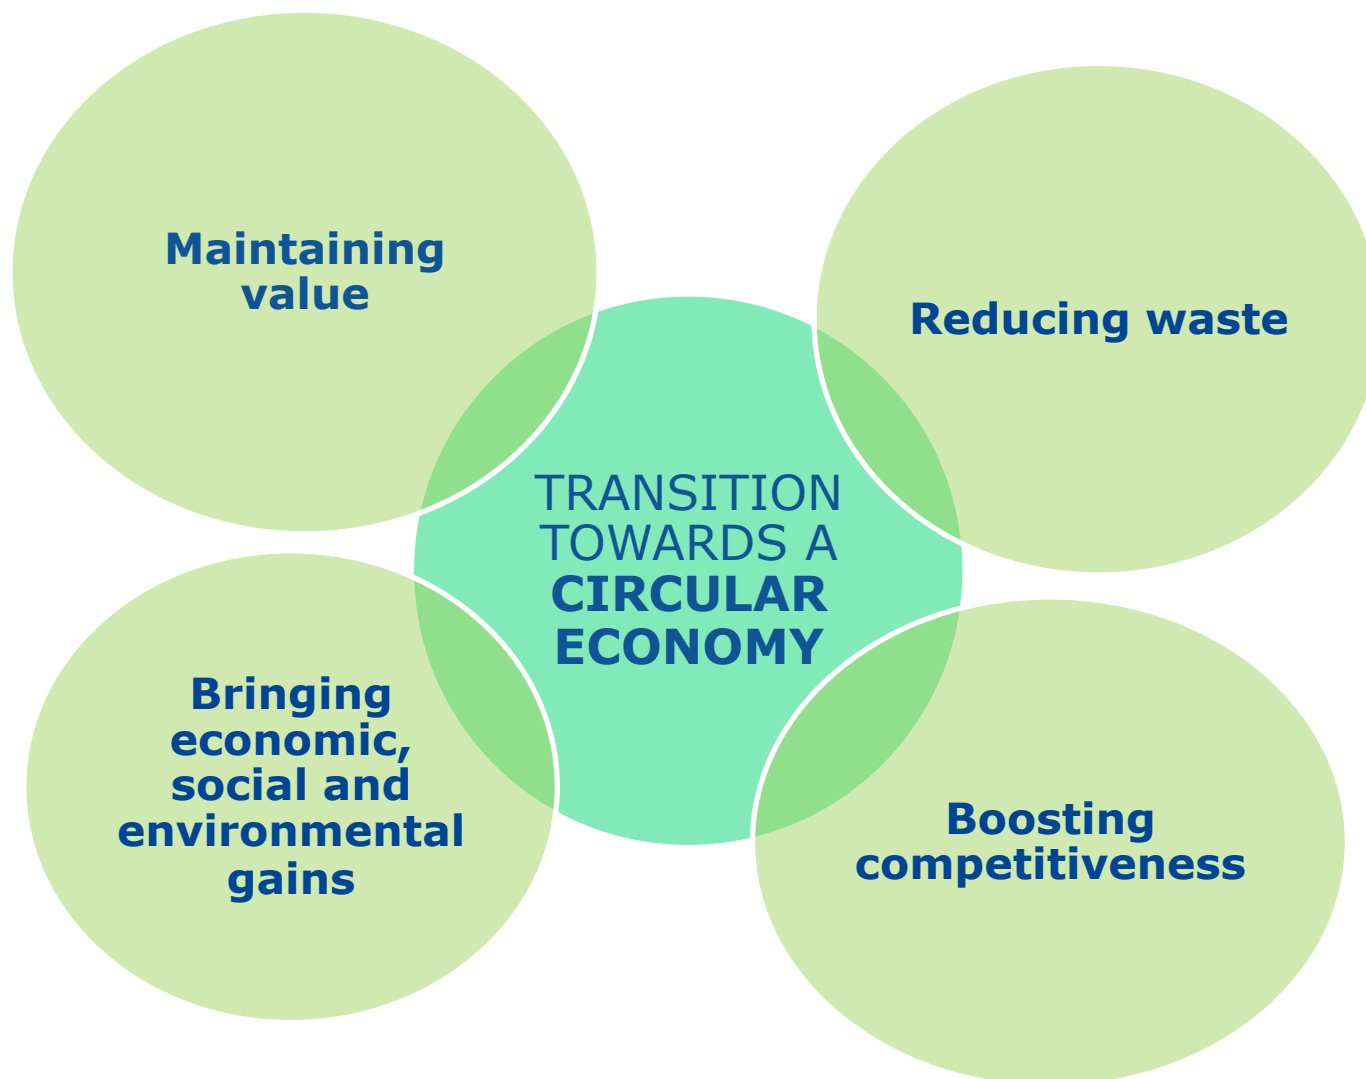 Maintaining
value
Reducing waste
TRANSITION
TOWARDS A
CIRCULAR
ECONOMY
Bringing
economic,
social and
environmental
gains
Boosting
competitiveness